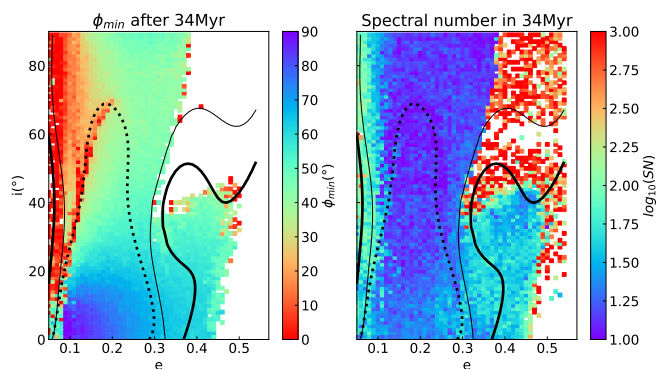 ϕmin after 34Myr
Spectral number in 34Myr
i(°)
80
60
40
20
0
0.1 0.2 0.3 0.4 0.5
e
90
80
70
60
50
40
30
20
10
0
ϕmin(°)
0.1 0.2 0.3 0.4 0.5
e
3.00
2.75
2.50
2.25
2.00
1.75
1.50
1.25
1.00
log10(SN)